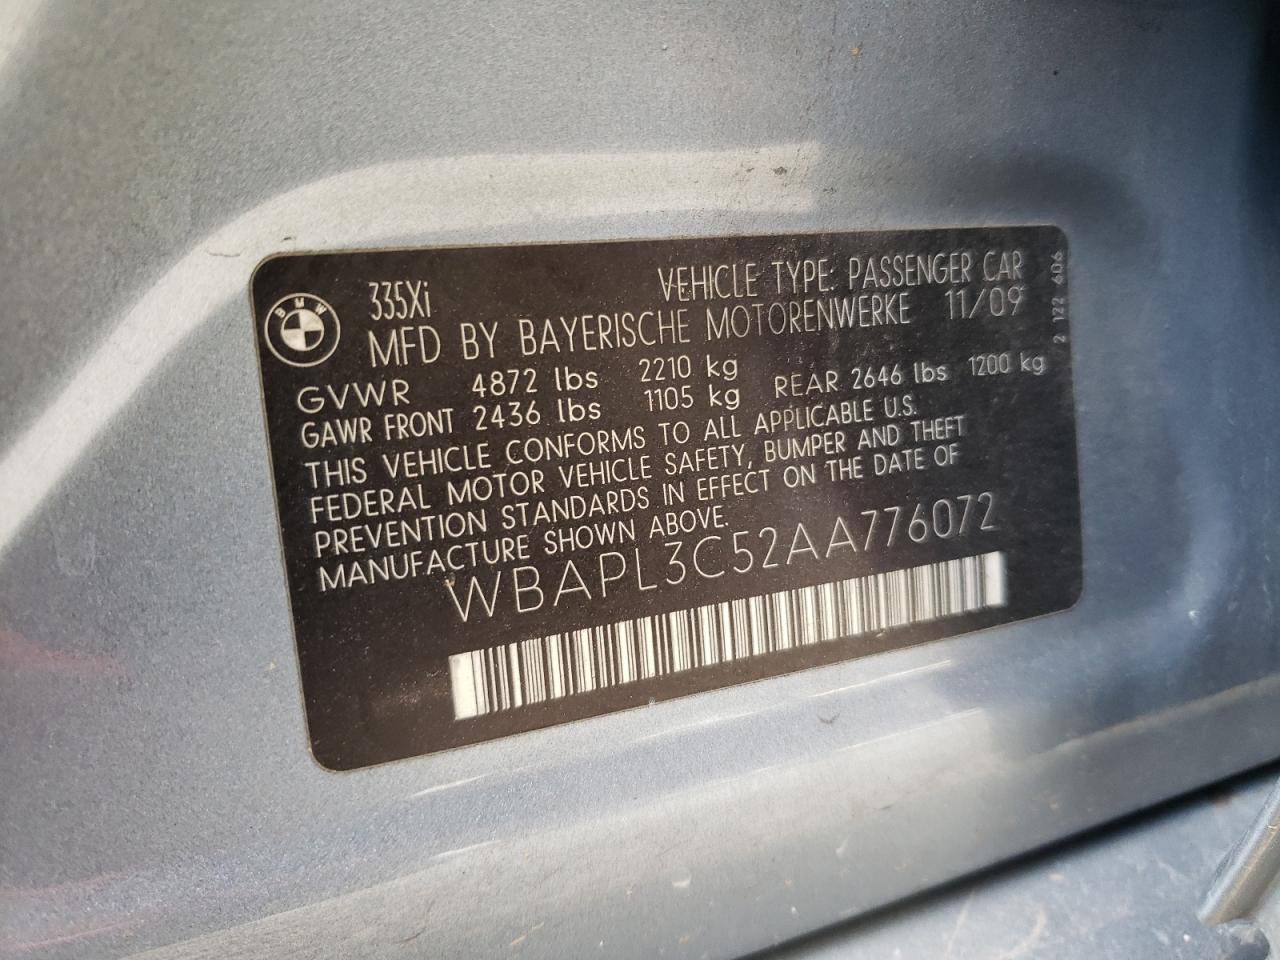 BMW
335Xi VEHICLE TYPE: PASSENGER CAR
MFD BY BAYERISCHE MOTORENWERKE 11/09
GVWR 4872 lbs 2210 kg
GAWR FRONT 2436 lbs 1105 kg REAR 2646 lbs 1200 kg
THIS VEHICLE CONFORMS TO ALL APPLICABLE U.S.
FEDERAL MOTOR VEHICLE SAFETY, BUMPER AND THEFT
PREVENTION STANDARDS IN EFFECT ON THE DATE OF
MANUFACTURE SHOWN ABOVE.
WBAPL3C52AA776072
2 122 606